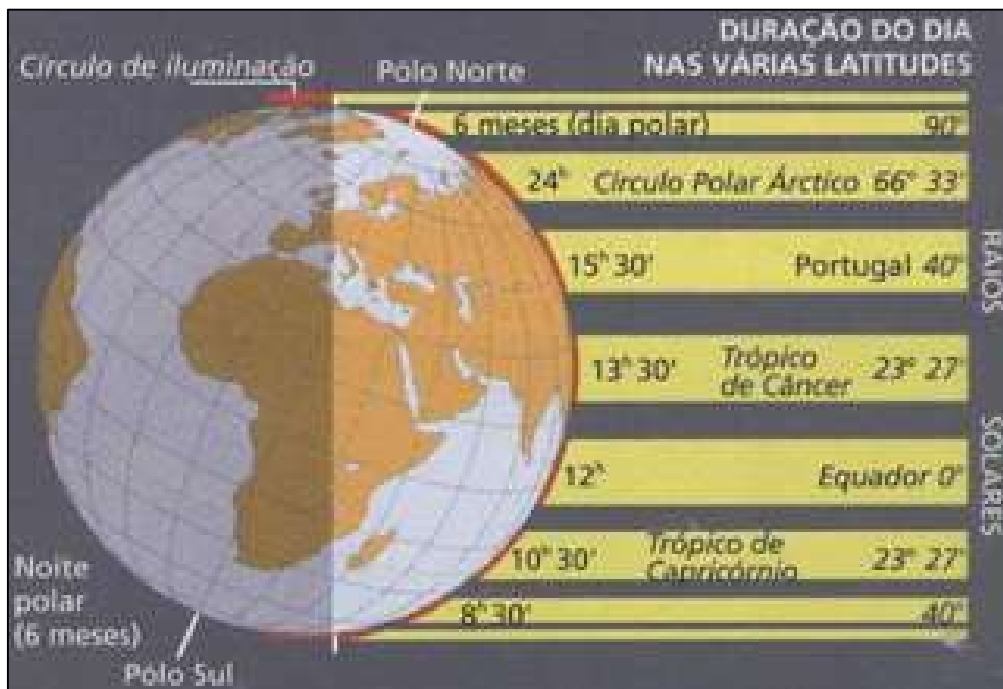 DURAÇÃO DO DIA
NAS VÁRIAS LATITUDES
Círculo de iluminação
Pólo Norte
6 meses (dia polar) 90°
24ʰ Círculo Polar Árctico 66° 33'
15ʰ 30' Portugal 40°
13ʰ 30' Trópico
de Câncer 23° 27'
12ʰ Equador 0°
10ʰ 30' Trópico de
Capricórnio 23° 27'
8ʰ 30' 40°
RAIOS
SOLARES
Noite
polar
(6 meses)
Pólo Sul